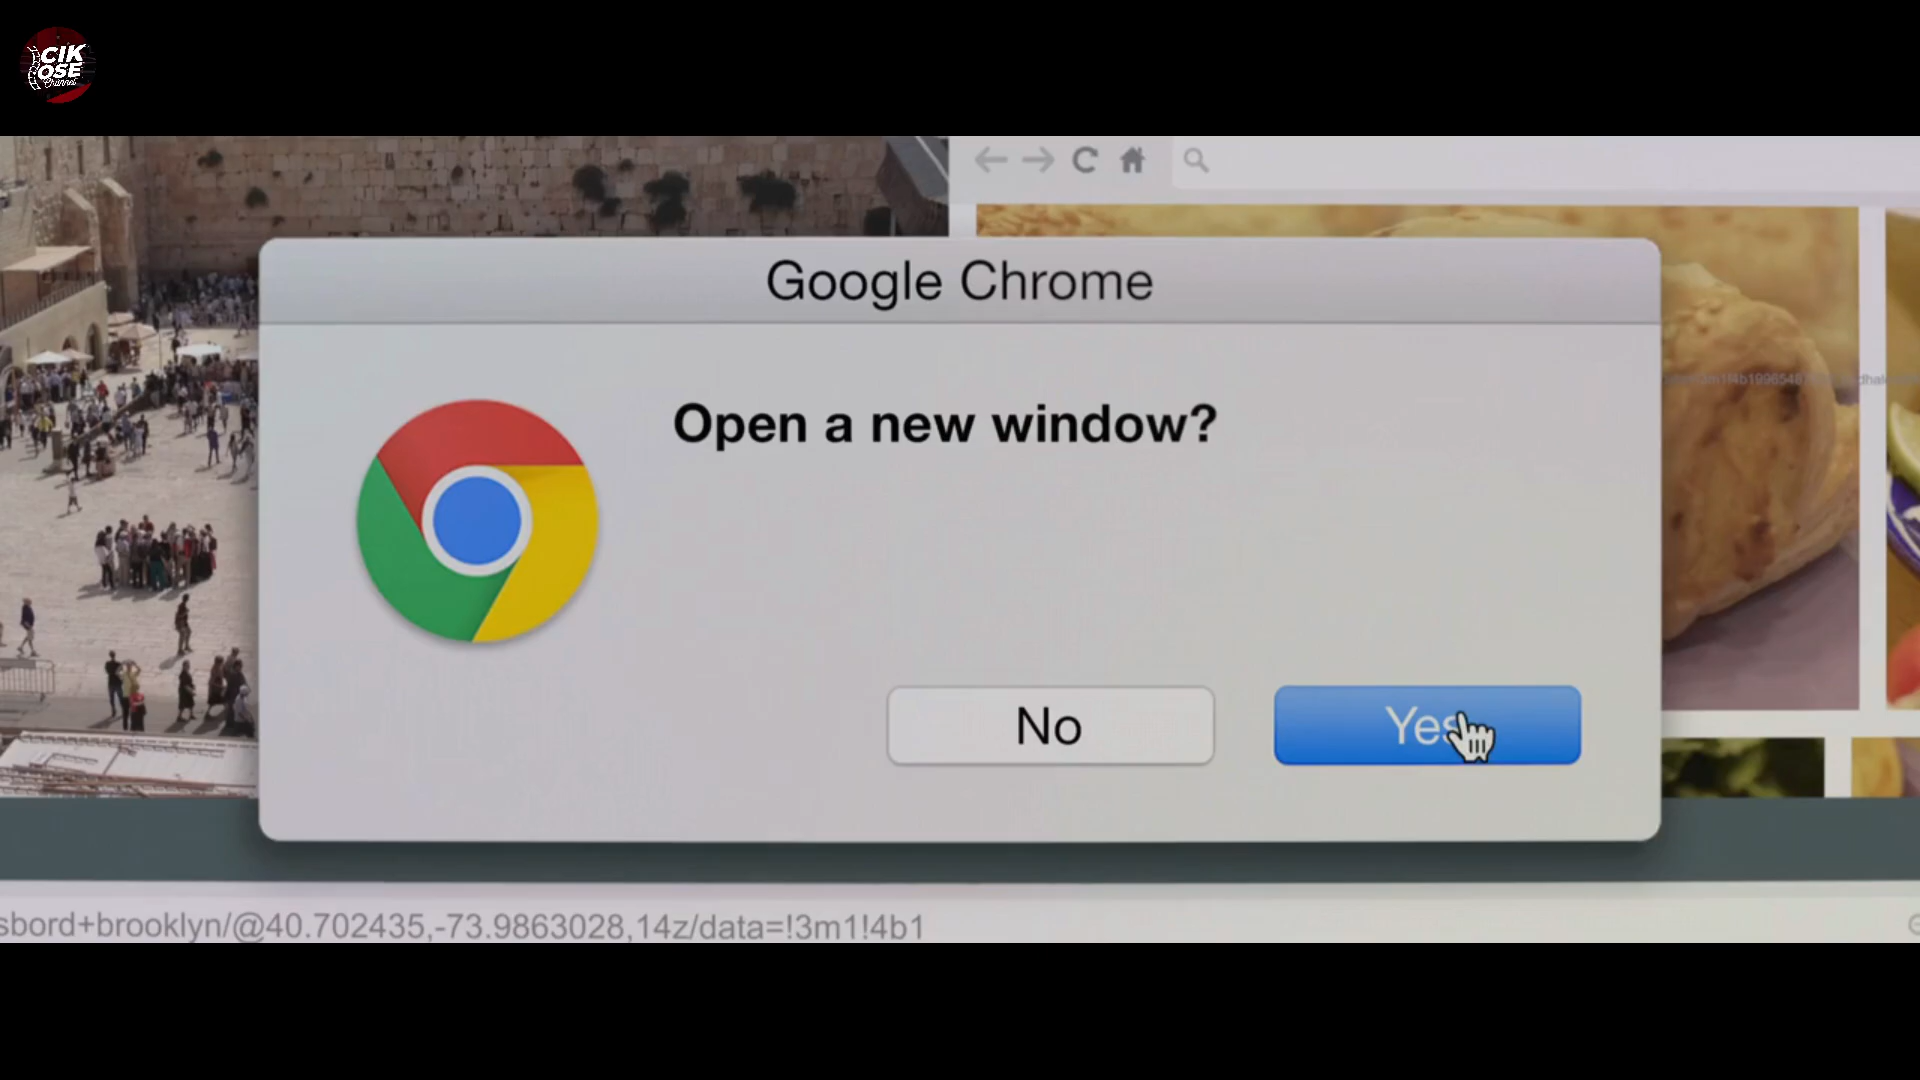 CIK
OSE
Channel
Google Chrome
Open a new window?
No
Yes
sbord+brooklyn/@40.702435,-73.9863028,14z/data=!3m1!4b1